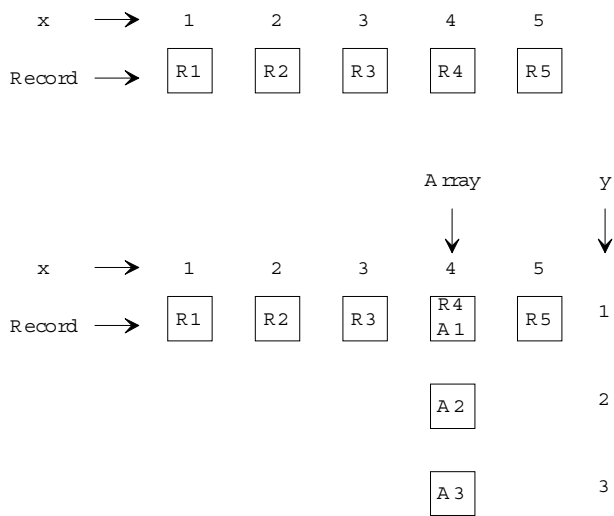 x 1 2 3 4 5
Record R1 R2 R3 R4 R5
Array y
x 1 2 3 4 5
Record R1 R2 R3 R4 A1 R5 1
A2 2
A3 3